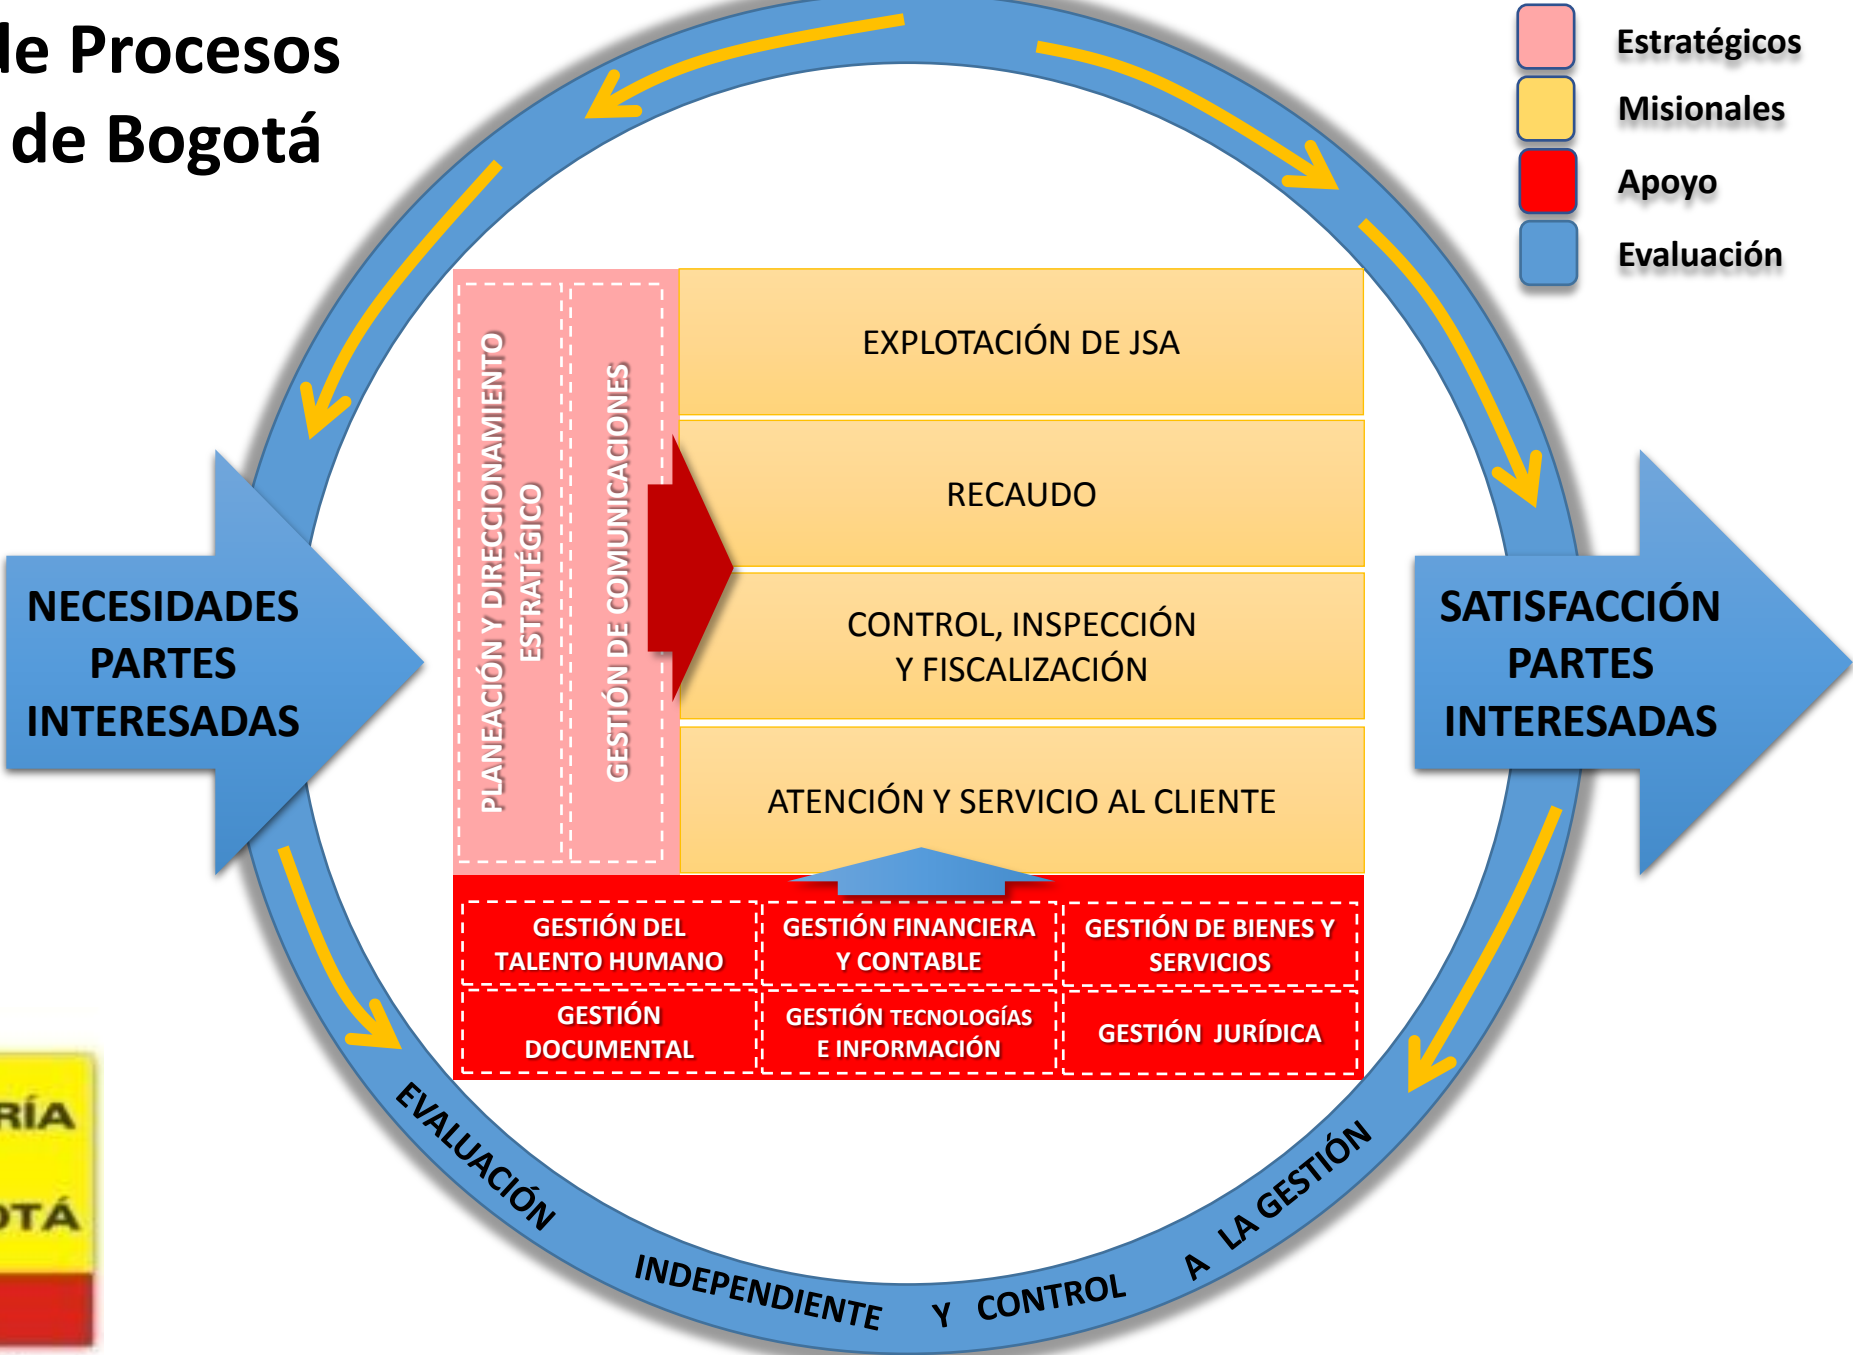 de Procesos
de Bogotá
Estratégicos
Misionales
Apoyo
Evaluación
NECESIDADES
PARTES
INTERESADAS
PLANEACIÓN Y DIRECCIONAMIENTO
ESTRATÉGICO
GESTIÓN DE COMUNICACIONES
EXPLOTACIÓN DE JSA
RECAUDO
CONTROL, INSPECCIÓN
Y FISCALIZACIÓN
ATENCIÓN Y SERVICIO AL CLIENTE
SATISFACCIÓN
PARTES
INTERESADAS
GESTIÓN DEL
TALENTO HUMANO
GESTIÓN FINANCIERA
Y CONTABLE
GESTIÓN DE BIENES Y
SERVICIOS
GESTIÓN
DOCUMENTAL
GESTIÓN TECNOLOGÍAS
E INFORMACIÓN
GESTIÓN JURÍDICA
EVALUACIÓN INDEPENDIENTE Y CONTROL A LA GESTIÓN
RÍA
OTÁ